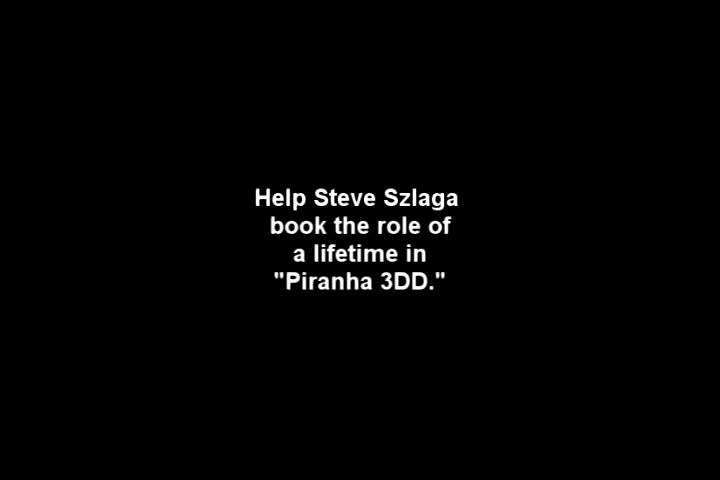 Help Steve Szlaga
book the role of
a lifetime in
"Piranha 3DD."